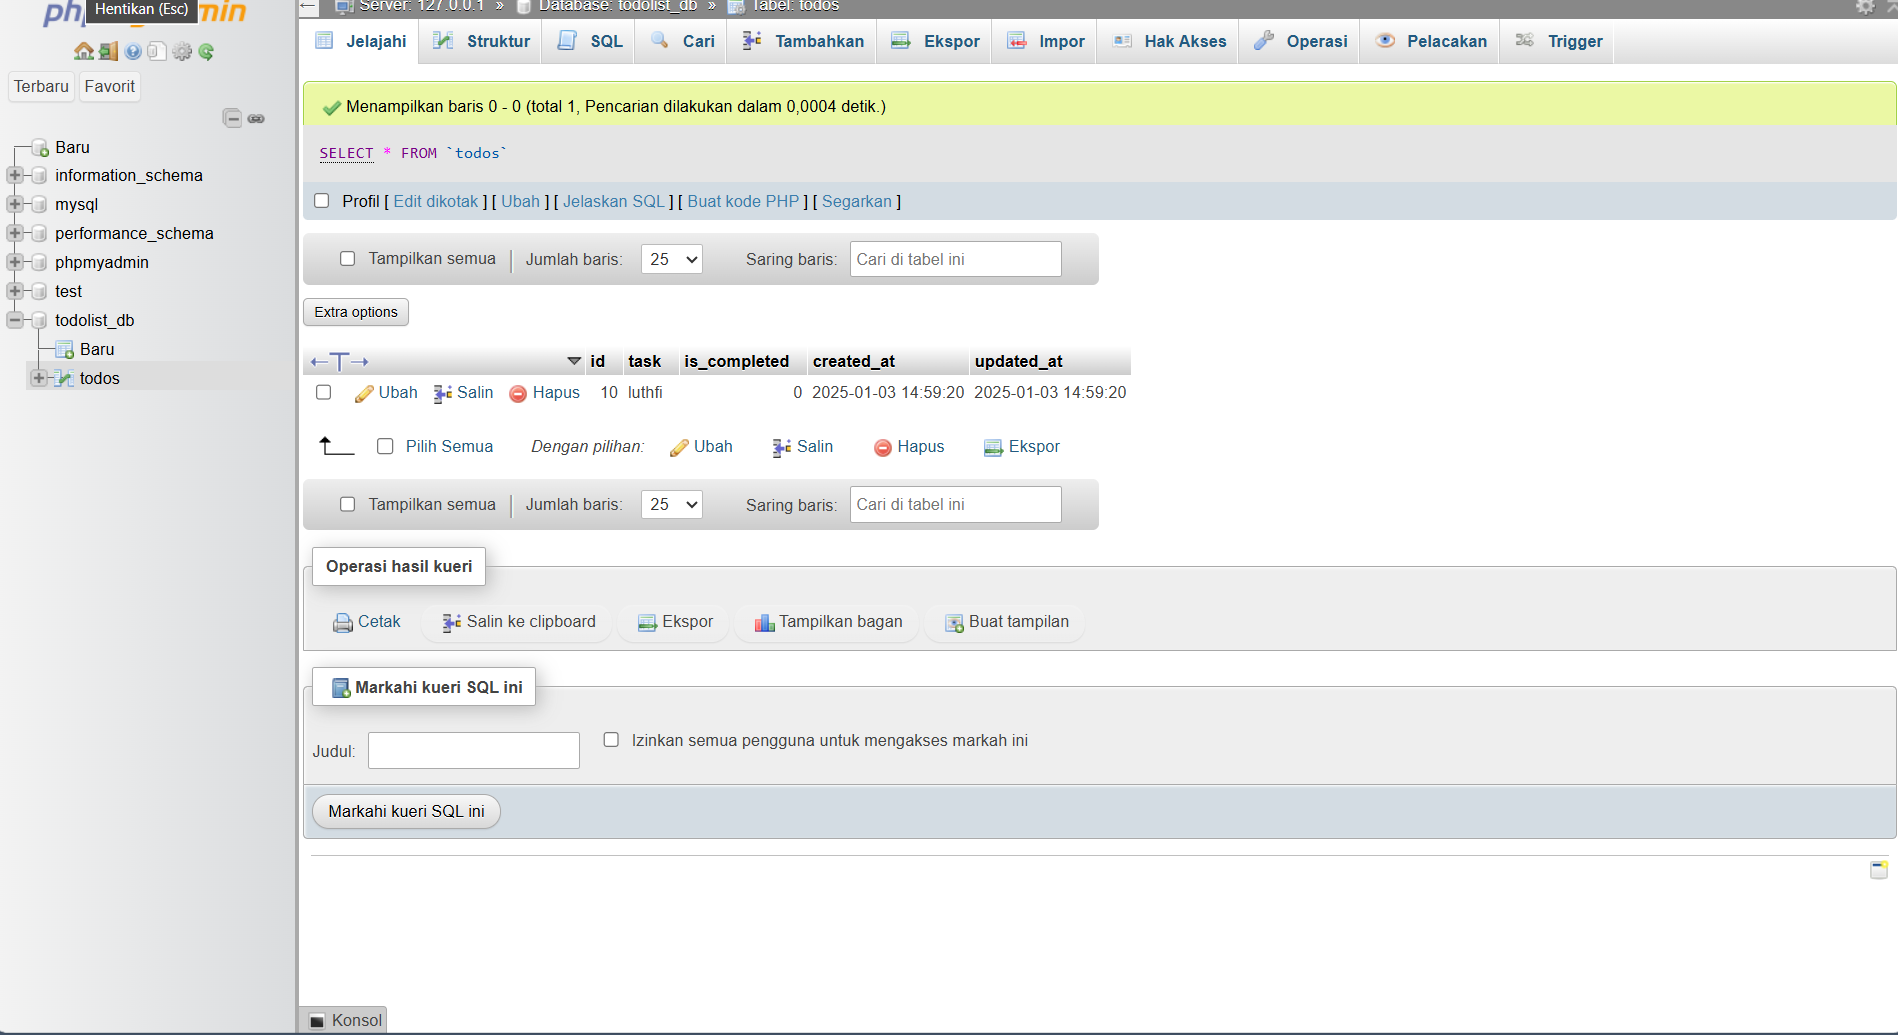 Hentikan (Esc)
Server: 127.0.0.1 » Database: todolist_db » Tabel: todos
Jelajahi Struktur SQL Cari Tambahkan Ekspor Impor Hak Akses Operasi Pelacakan Trigger
Terbaru Favorit
Baru
information_schema
mysql
performance_schema
phpmyadmin
test
todolist_db
Baru
todos
Menampilkan baris 0 - 0 (total 1, Pencarian dilakukan dalam 0,0004 detik.)
SELECT * FROM `todos`
Profil [ Edit dikotak ] [ Ubah ] [ Jelaskan SQL ] [ Buat kode PHP ] [ Segarkan ]
Tampilkan semua | Jumlah baris: 25 Saring baris: Cari di tabel ini
Extra options
id task is_completed created_at updated_at
Ubah Salin Hapus 10 luthfi 0 2025-01-03 14:59:20 2025-01-03 14:59:20
Pilih Semua Dengan pilihan: Ubah Salin Hapus Ekspor
Tampilkan semua | Jumlah baris: 25 Saring baris: Cari di tabel ini
Operasi hasil kueri
Cetak Salin ke clipboard Ekspor Tampilkan bagan Buat tampilan
Markahi kueri SQL ini
Judul: Izinkan semua pengguna untuk mengakses markah ini
Markahi kueri SQL ini
Konsol